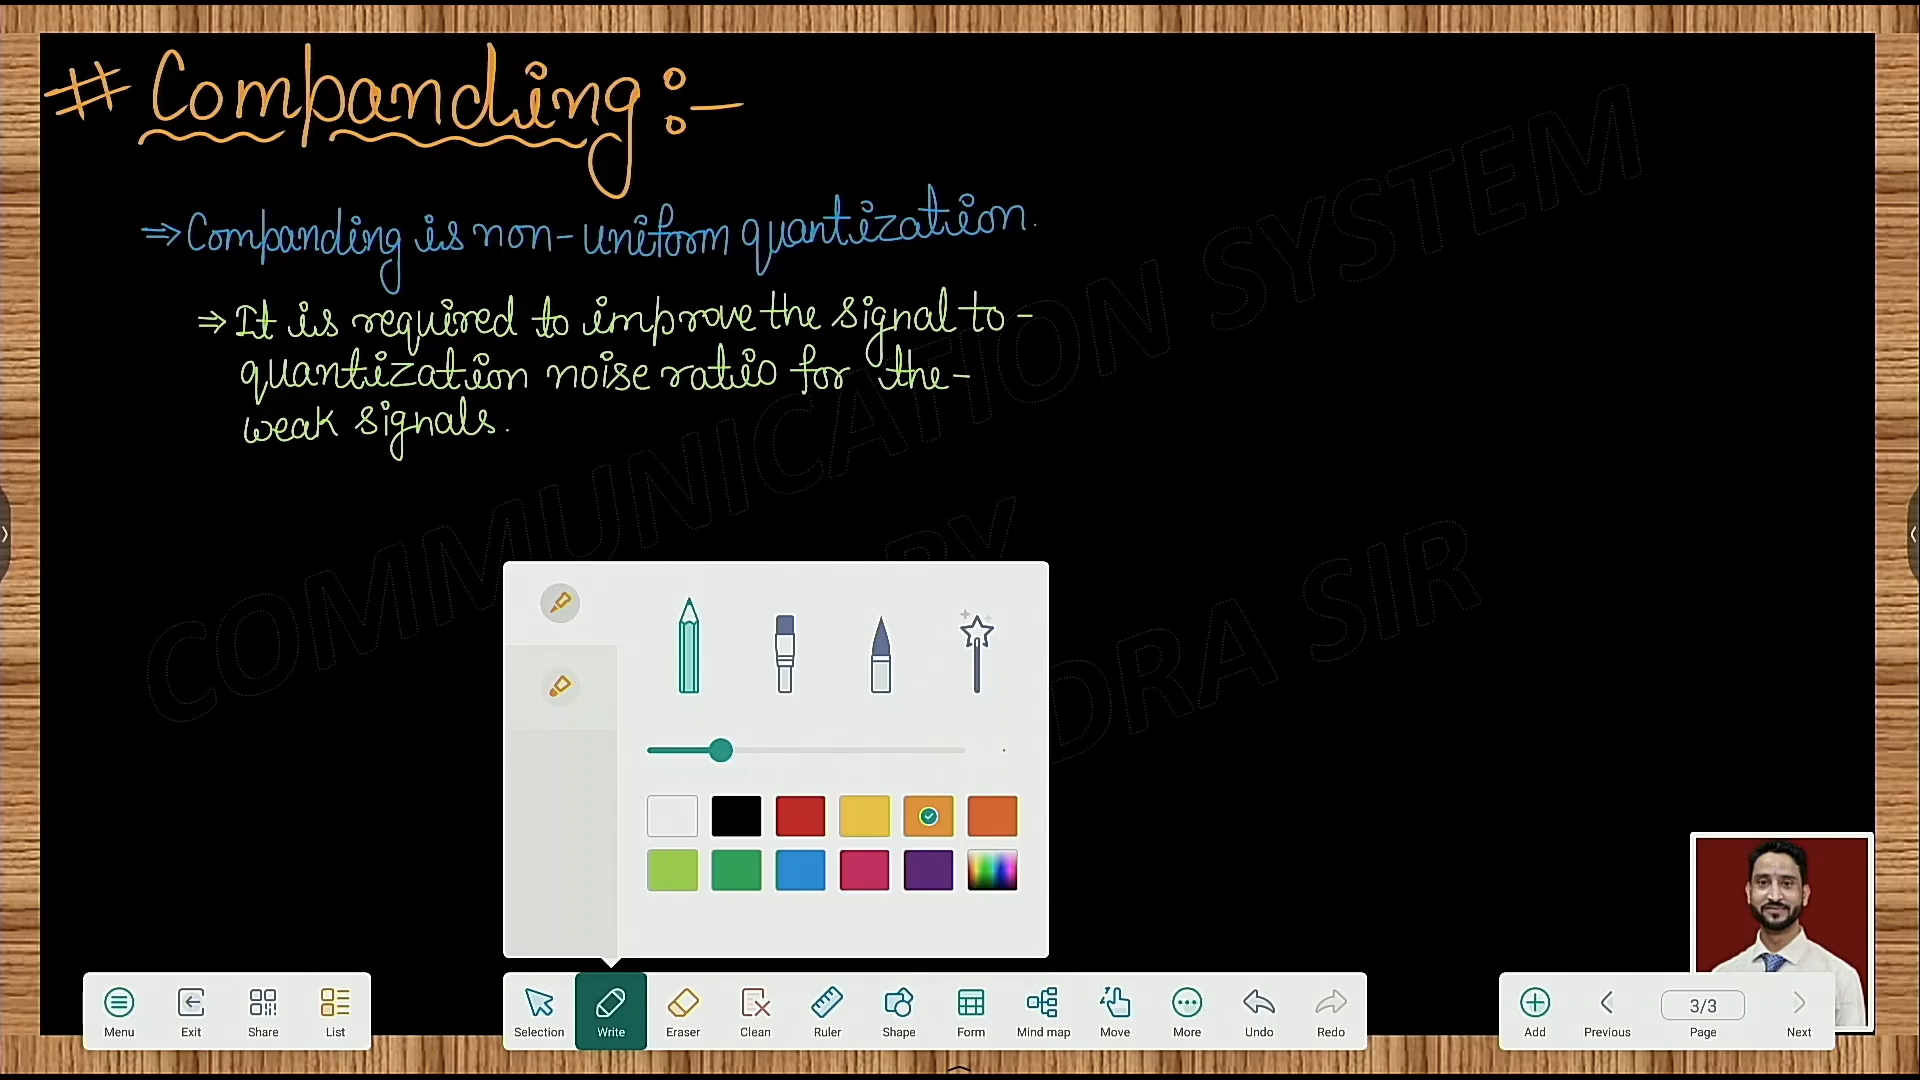 # Companding :-
⇒ Companding is non-uniform quantization.
⇒ It is required to improve the signal to -
quantization noise ratio for the -
weak signals.
COMMUNICATION SYSTEM
BY
DRA SIR
Menu
Exit
Share
List
Selection
Write
Eraser
Clean
Ruler
Shape
Form
Mind map
Move
More
Undo
Redo
Add
Previous
3/3
Page
Next